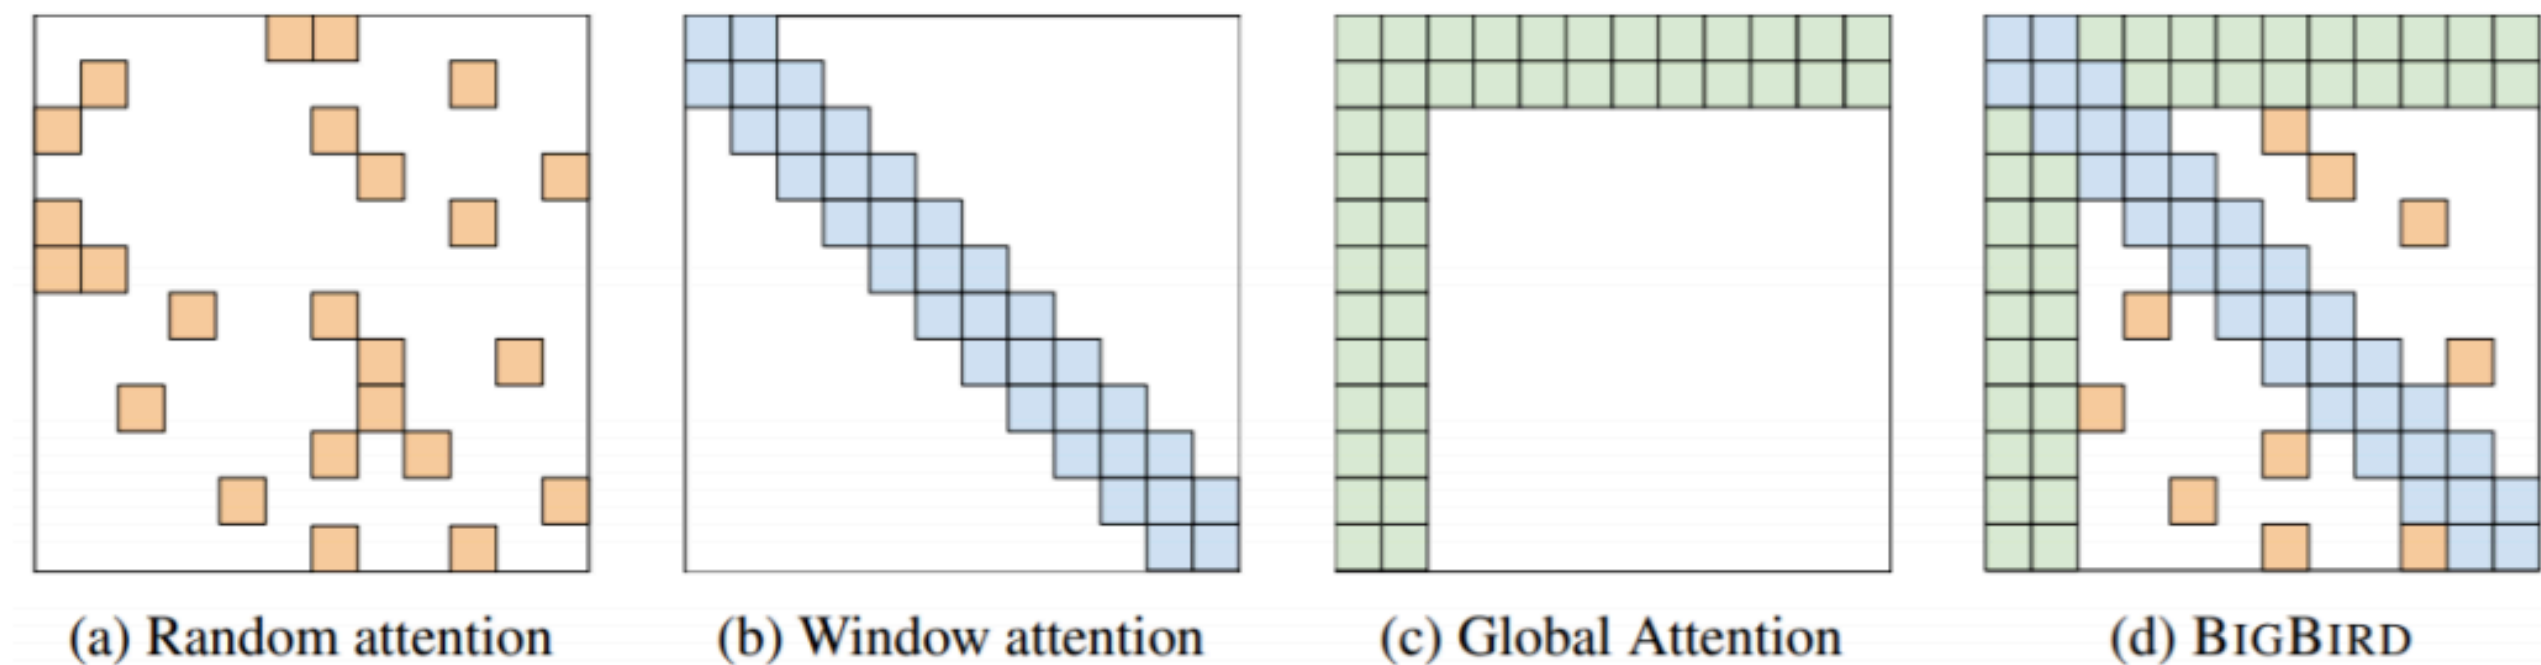 (a) Random attention
(b) Window attention
(c) Global Attention
(d) BIGBIRD